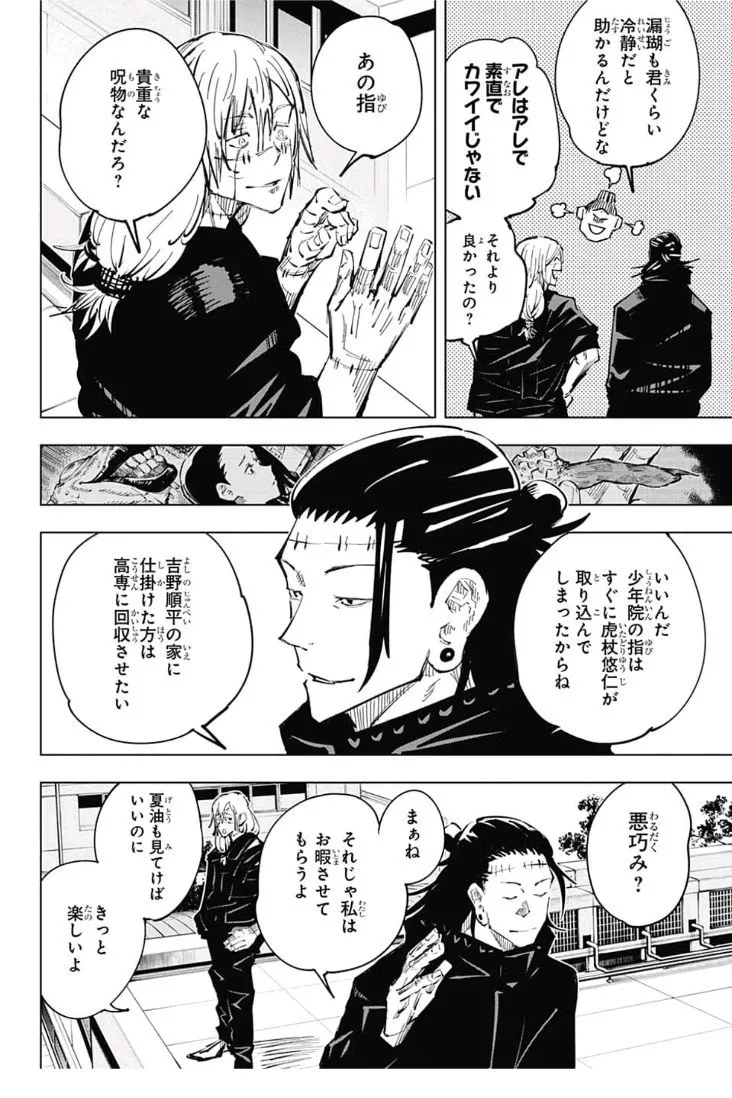 漏瑚も君くらい
冷静だと
助かるんだけどな
アレはアレで
素直で
カワイイじゃない
それより
良かったの？
あの指
貴重な
呪物なんだろ？
いいんだ
少年院の指は
すぐに虎杖悠仁が
取り込んで
しまったからね
吉野順平の家に
仕掛けた方は
高専に回収させたい
悪巧み？
まぁね
それじゃ私は
お暇させて
もらうよ
夏油も見てけば
いいのに
きっと
楽しいよ